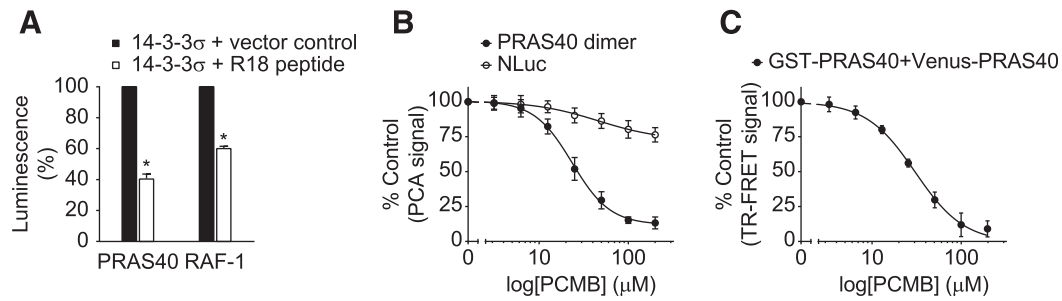 A
14-3-3σ + vector control
14-3-3σ + R18 peptide
Luminescence
(%)
100
80
60
40
20
0
*
*
PRAS40 RAF-1
B
PRAS40 dimer
NLuc
% Control
(PCA signal)
100
75
50
25
0
0
10
100
log[PCMB] (μM)
C
GST-PRAS40+Venus-PRAS40
% Control
(TR-FRET signal)
100
75
50
25
0
0
10
100
log[PCMB] (μM)